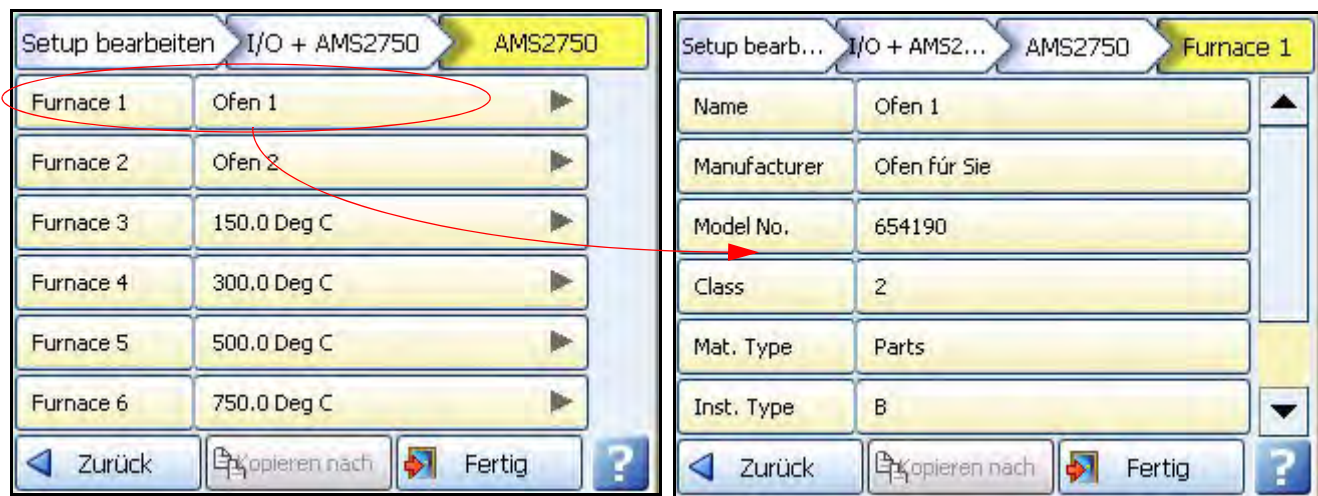 Setup bearbeiten I/O + AMS2750 AMS2750
Furnace 1 Ofen 1
Furnace 2 Ofen 2
Furnace 3 150.0 Deg C
Furnace 4 300.0 Deg C
Furnace 5 500.0 Deg C
Furnace 6 750.0 Deg C
Zurück Kopieren nach Fertig ?
Setup bearb... I/O + AMS2... AMS2750 Furnace 1
Name Ofen 1
Manufacturer Ofen fúr Sie
Model No. 654190
Class 2
Mat. Type Parts
Inst. Type B
Zurück Kopieren nach Fertig ?